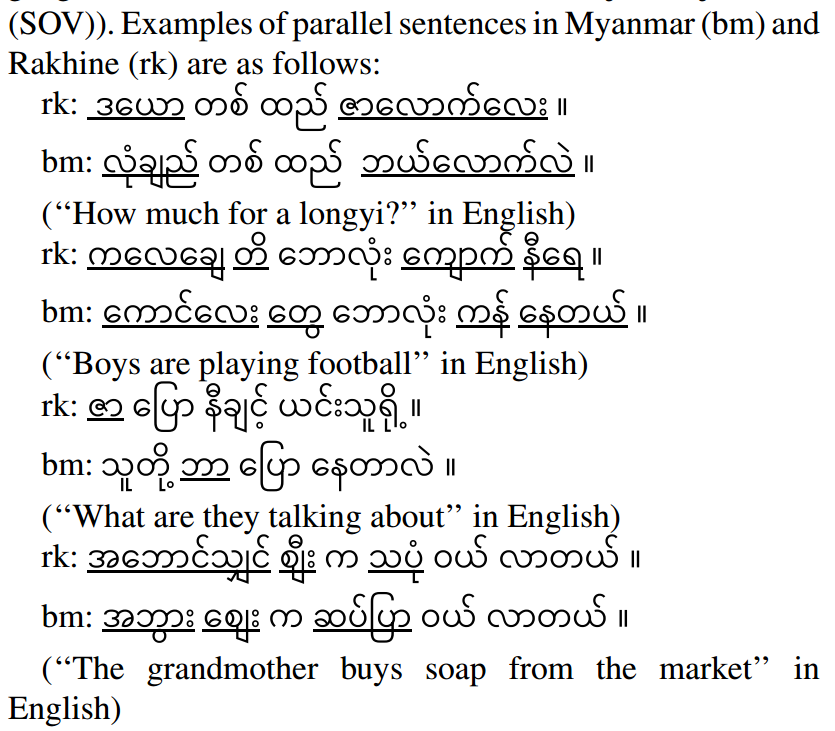 (SOV)). Examples of parallel sentences in Myanmar (bm) and
Rakhine (rk) are as follows:
rk: ဒယော တစ် ထည် ဇာလောက်လေး ။
bm: လုံချည် တစ် ထည် ဘယ်လောက်လဲ ။
(“How much for a longyi?” in English)
rk: ကလေချေ တိ ဘောလုံး ကျောက် နီရေ ။
bm: ကောင်လေး တွေ ဘောလုံး ကန် နေတယ် ။
(“Boys are playing football” in English)
rk: ဇာ ပြော နီချင့် ယင်းသူရို့ ။
bm: သူတို့ ဘာ ပြော နေတာလဲ ။
(“What are they talking about” in English)
rk: အဘောင်သျှင် ဈီး က သပုံ ဝယ် လာတယ် ။
bm: အဘွား ဈေး က ဆပ်ပြာ ဝယ် လာတယ် ။
(“The grandmother buys soap from the market” in
English)